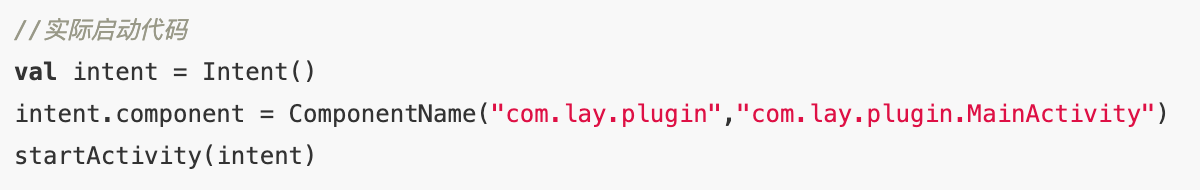 //实际启动代码
val intent = Intent()
intent.component = ComponentName("com.lay.plugin","com.lay.plugin.MainActivity")
startActivity(intent)